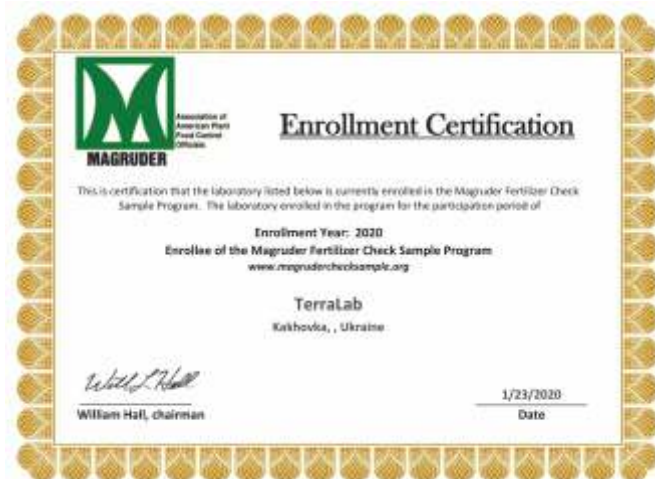 MAGRUDER
Association of
American Plant
Food Control
Officials
Enrollment Certification
This is certification that the laboratory listed below is currently enrolled in the Magruder Fertilizer Check
Sample Program. The laboratory enrolled in the program for the participation period of
Enrollment Year: 2020
Enrollee of the Magruder Fertilizer Check Sample Program
www.magruderchecksample.org
TerraLab
Kakhovka, , Ukraine
Will L. Hall
William Hall, chairman
1/23/2020
Date